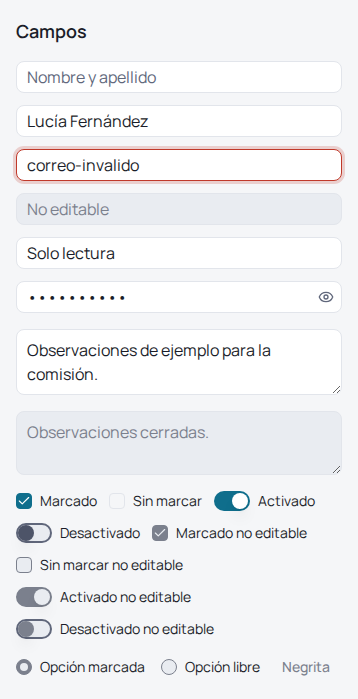 Campos
Nombre y apellido
Lucía Fernández
correo-invalido
No editable
Solo lectura
••••••••••
Observaciones de ejemplo para la
comisión.
Observaciones cerradas.
Marcado Sin marcar Activado
Desactivado Marcado no editable
Sin marcar no editable
Activado no editable
Desactivado no editable
Opción marcada Opción libre Negrita